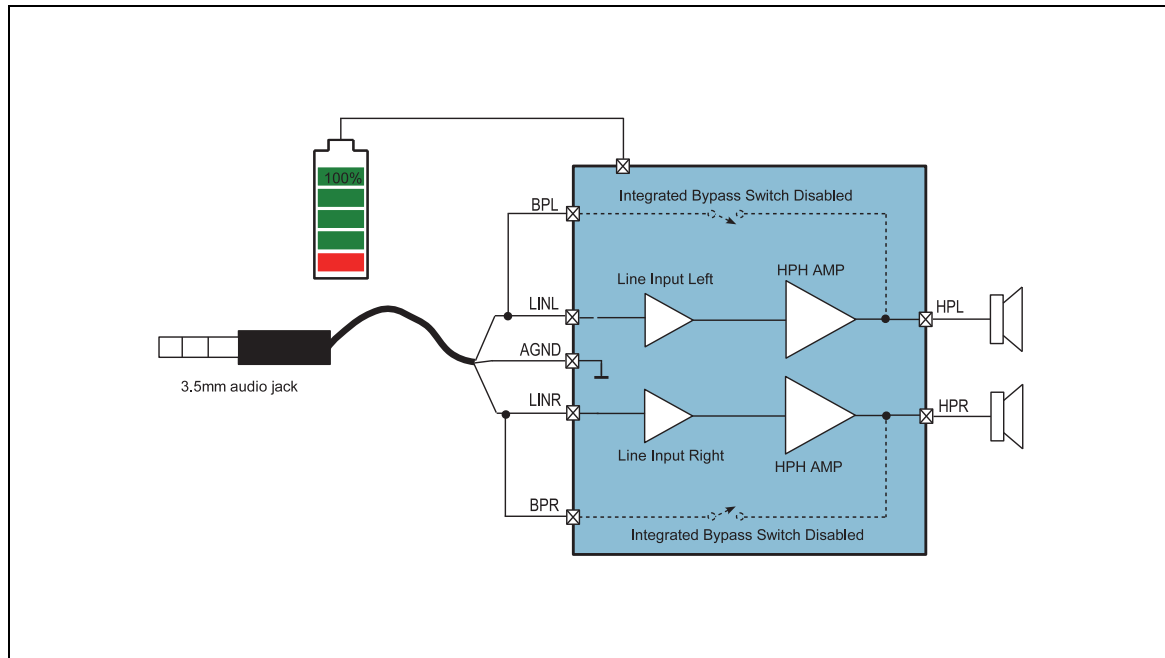 100%
Integrated Bypass Switch Disabled
BPL
Line Input Left
HPH AMP
LINL
HPL
AGND
3.5mm audio jack
LINR
HPR
Line Input Right
HPH AMP
BPR
Integrated Bypass Switch Disabled